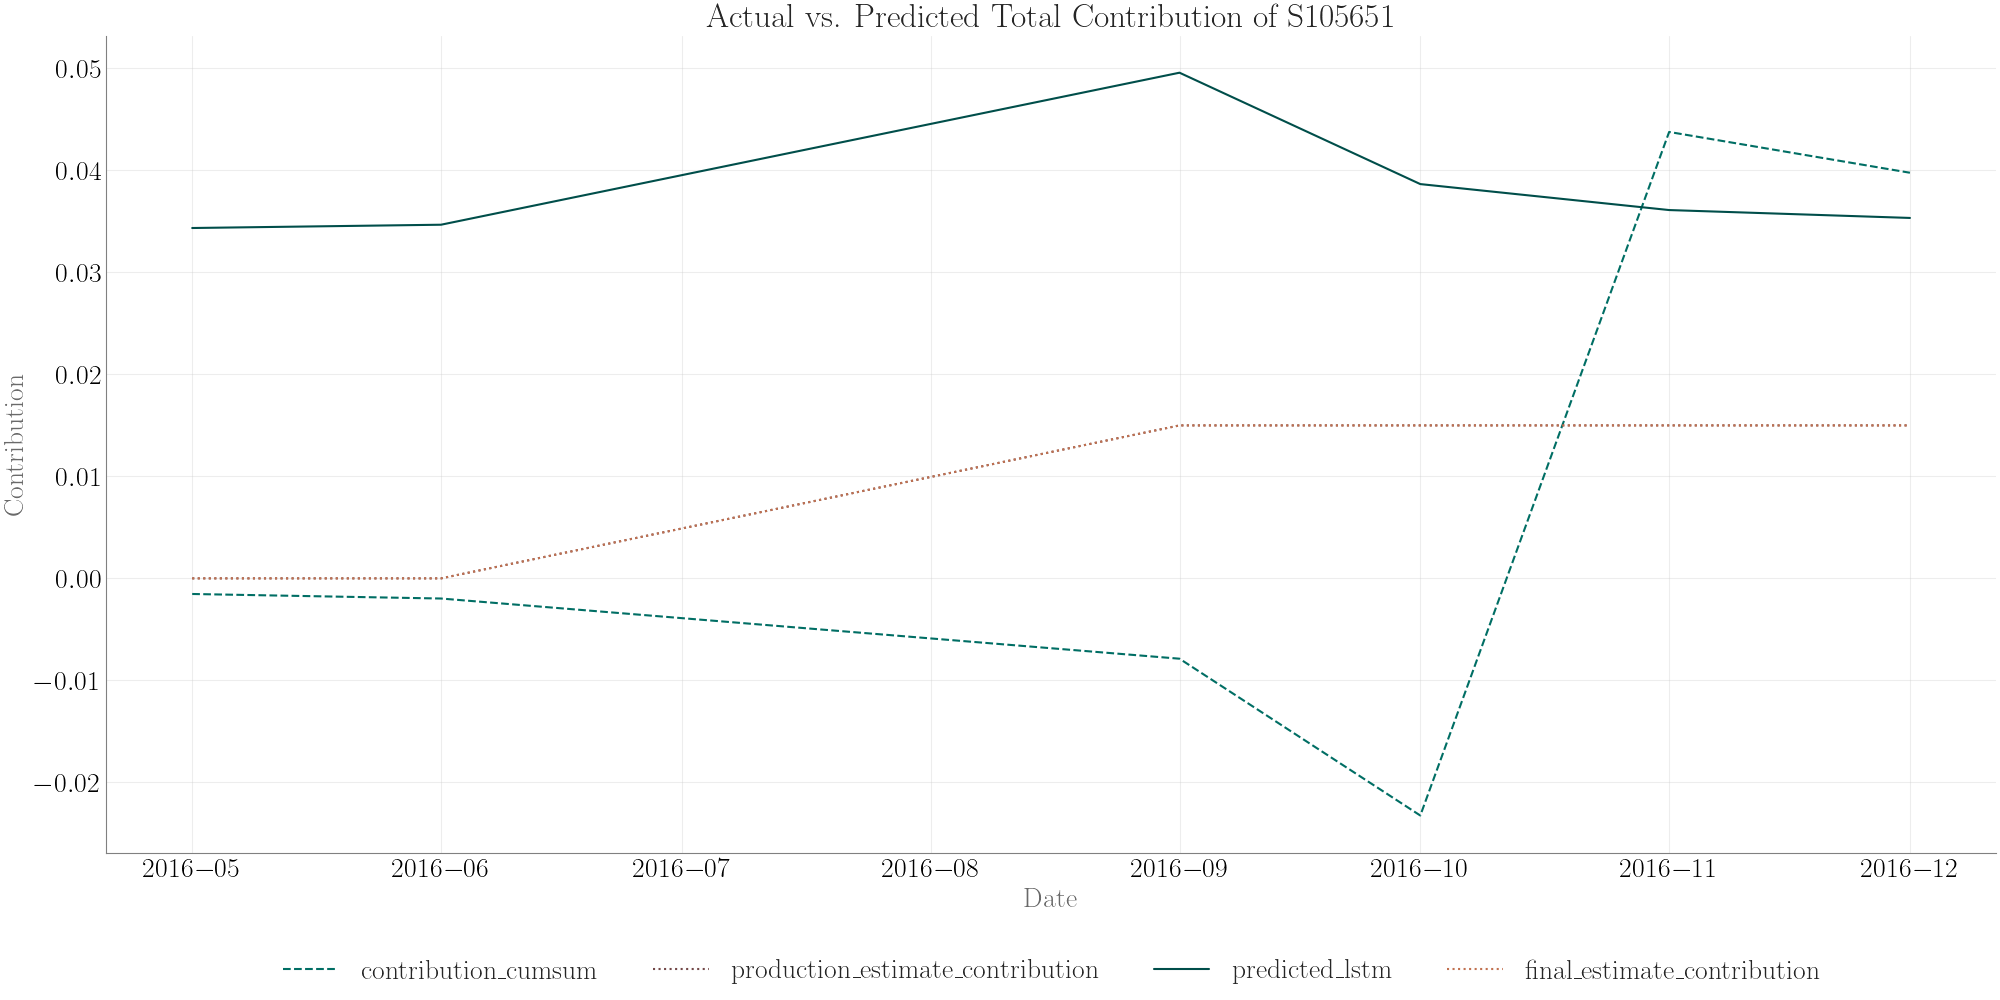 Actual vs. Predicted Total Contribution of S105651
0.05
0.04
0.03
0.02
0.01
0.00
−0.01
−0.02
Contribution
2016−05 2016−06 2016−07 2016−08 2016−09 2016−10 2016−11 2016−12
Date
contribution_cumsum production_estimate_contribution predicted_lstm final_estimate_contribution